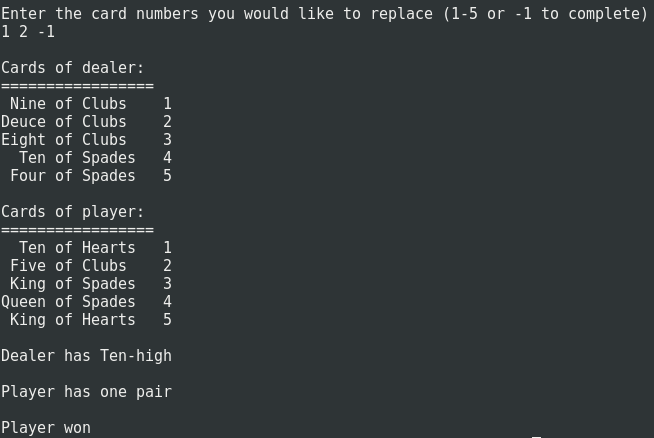 Enter the card numbers you would like to replace (1-5 or -1 to complete)
1 2 -1
Cards of dealer:
=================
Nine of Clubs 1
Deuce of Clubs 2
Eight of Clubs 3
Ten of Spades 4
Four of Spades 5
Cards of player:
=================
Ten of Hearts 1
Five of Clubs 2
King of Spades 3
Queen of Spades 4
King of Hearts 5
Dealer has Ten-high
Player has one pair
Player won